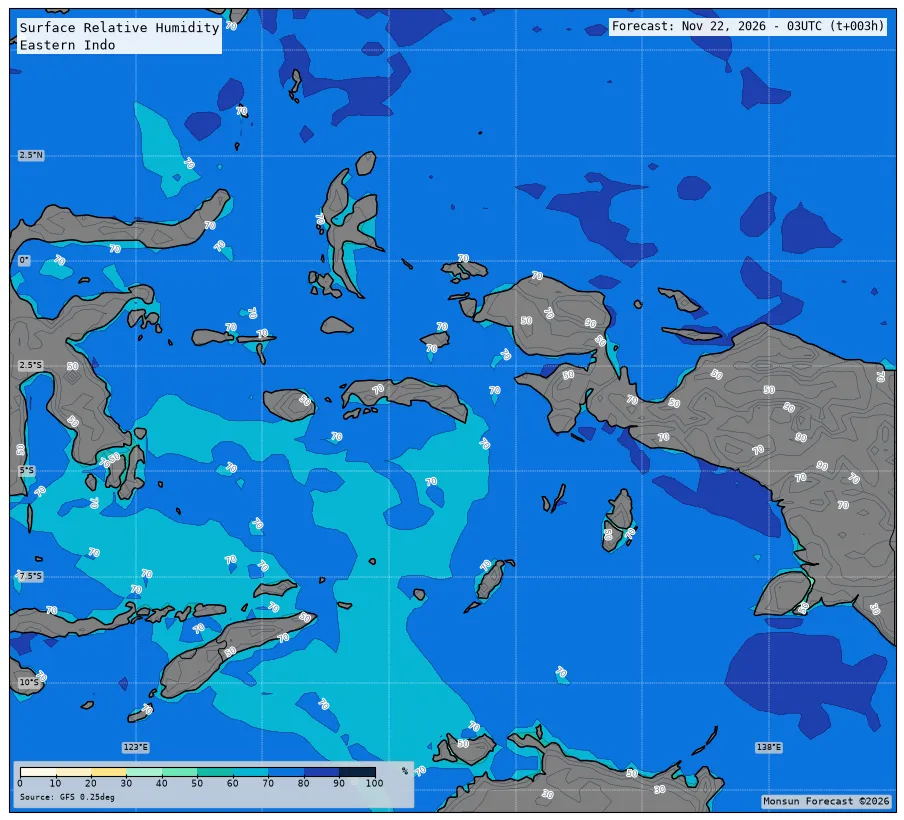 Surface Relative Humidity
Eastern Indo
Forecast: Nov 22, 2026 - 03UTC (t+003h)
2.5°N
0°
2.5°S
5°S
7.5°S
10°S
123°E
138°E
0 10 20 30 40 50 60 70 80 90 100 %
Source: GFS 0.25deg
Monsun Forecast ©2026